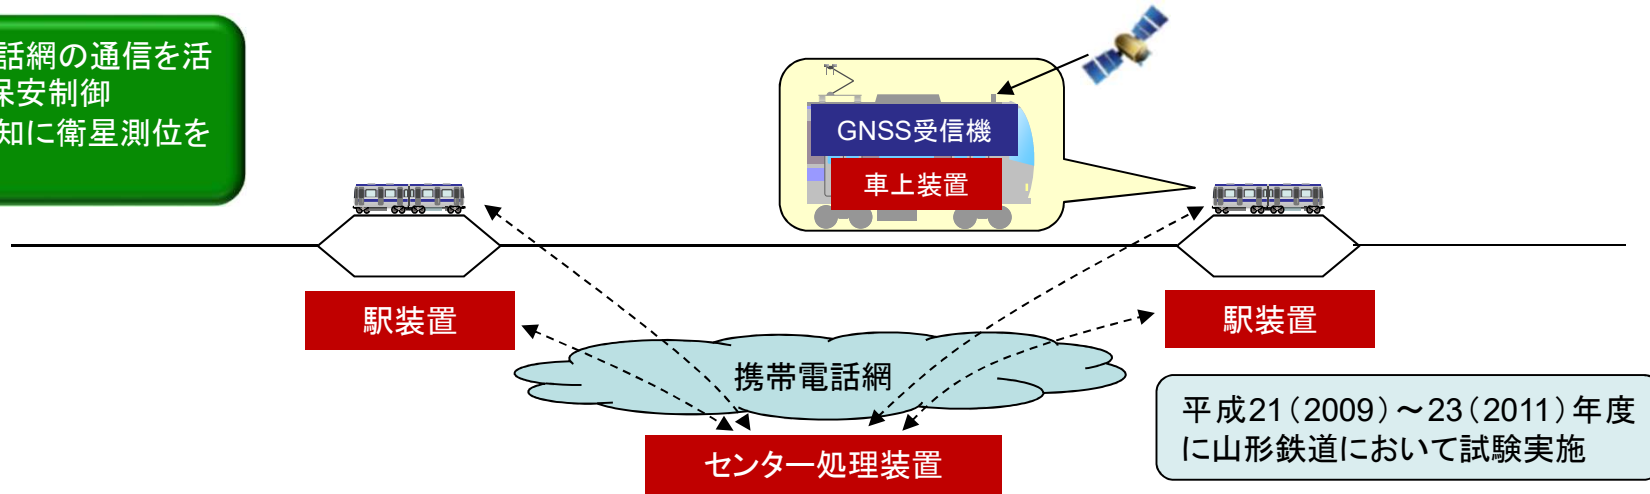 話網の通信を活
保安制御
知に衛星測位を
GNSS受信機
車上装置
駅装置
駅装置
携帯電話網
センター処理装置
平成21(2009)～23(2011)年度
に山形鉄道において試験実施